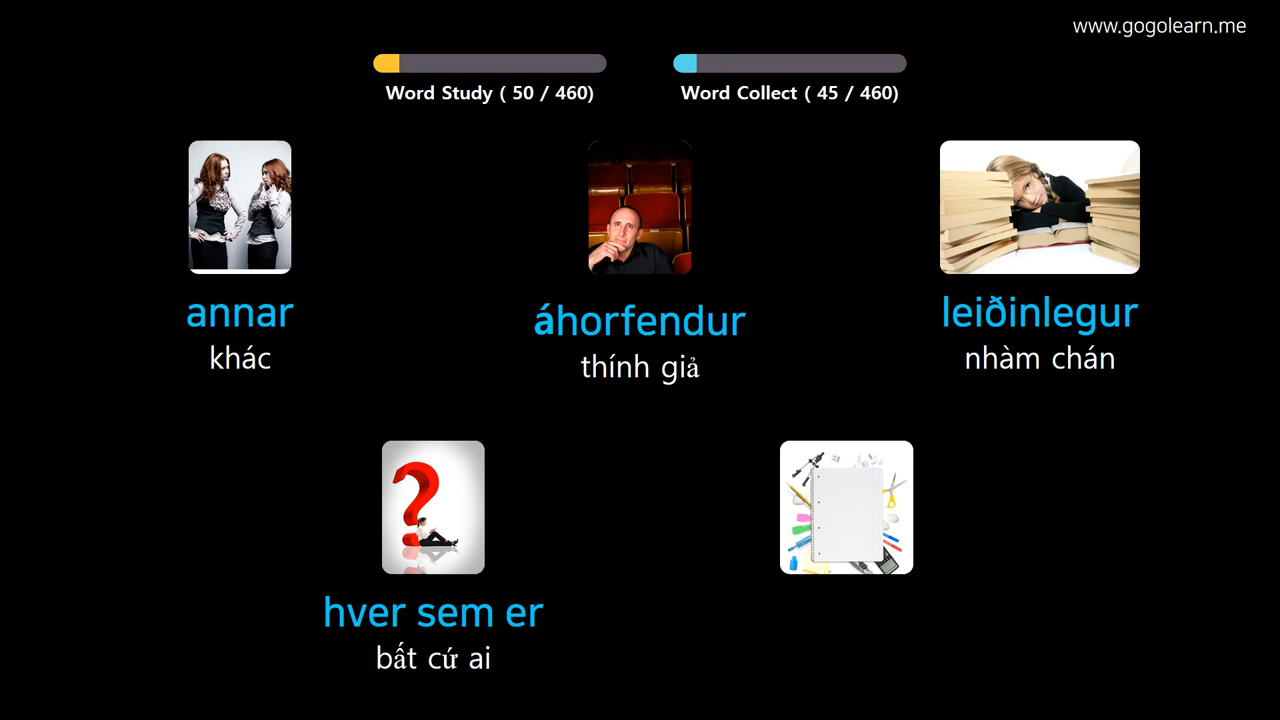 www.gogolearn.me
Word Study ( 50 / 460)
Word Collect ( 45 / 460)
annar
khác
áhorfendur
thính giả
leiðinlegur
nhàm chán
hver sem er
bất cứ ai